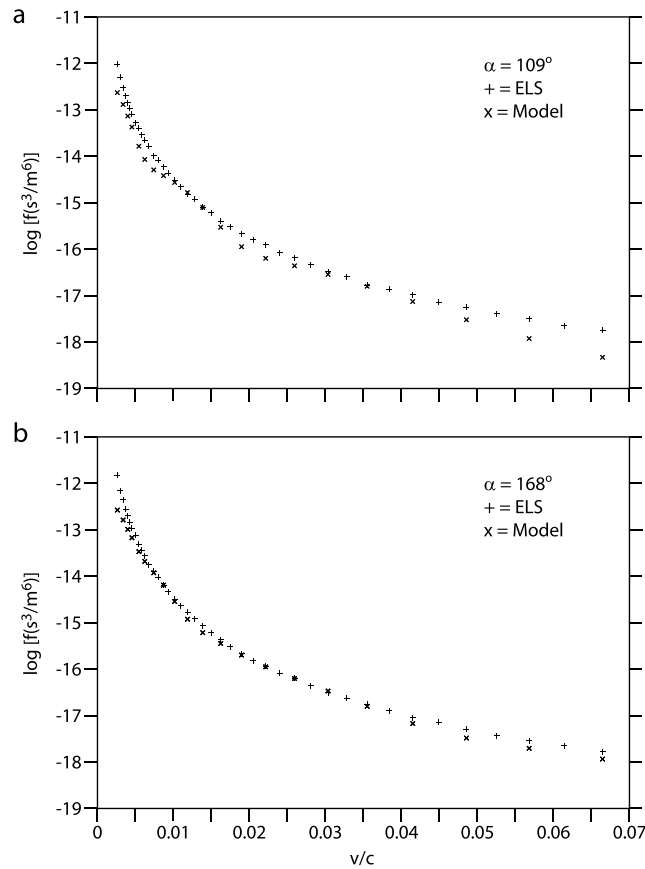 a
-11
-12
-13
-14
-15
-16
-17
-18
-19
log [f(s³/m⁶)]
α = 109°
+ = ELS
x = Model
b
-11
-12
-13
-14
-15
-16
-17
-18
-19
log [f(s³/m⁶)]
α = 168°
+ = ELS
x = Model
0 0.01 0.02 0.03 0.04 0.05 0.06 0.07
v/c